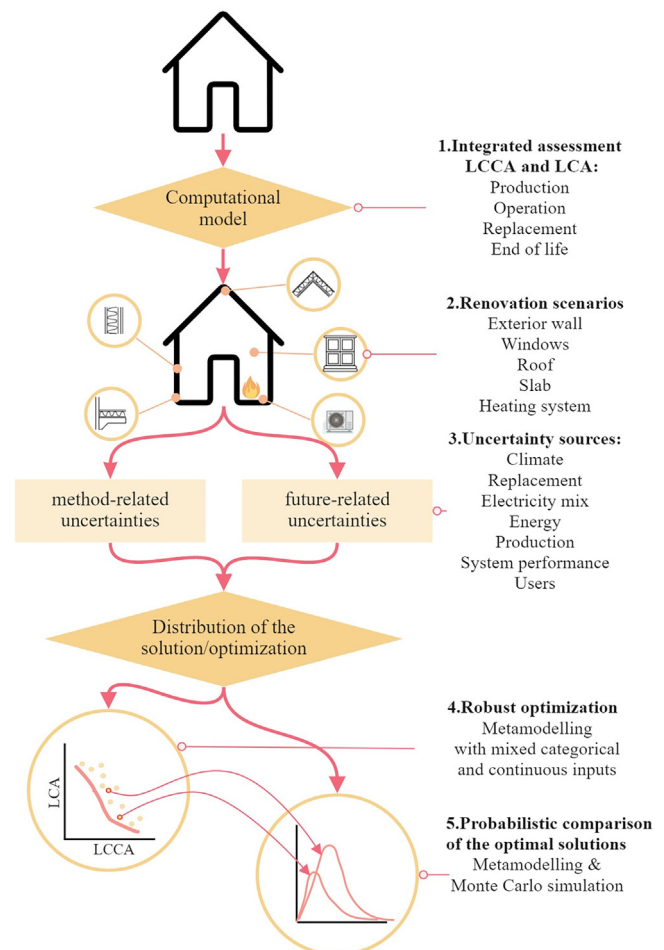 1.Integrated assessment
LCCA and LCA:
Production
Operation
Replacement
End of life
Computational
model
2.Renovation scenarios
Exterior wall
Windows
Roof
Slab
Heating system
3.Uncertainty sources:
Climate
Replacement
Electricity mix
Energy
Production
System performance
Users
method-related
uncertainties
future-related
uncertainties
Distribution of the
solution/optimization
4.Robust optimization
Metamodelling
with mixed categorical
and continuous inputs
LCA
LCCA
5.Probabilistic comparison
of the optimal solutions
Metamodelling &
Monte Carlo simulation